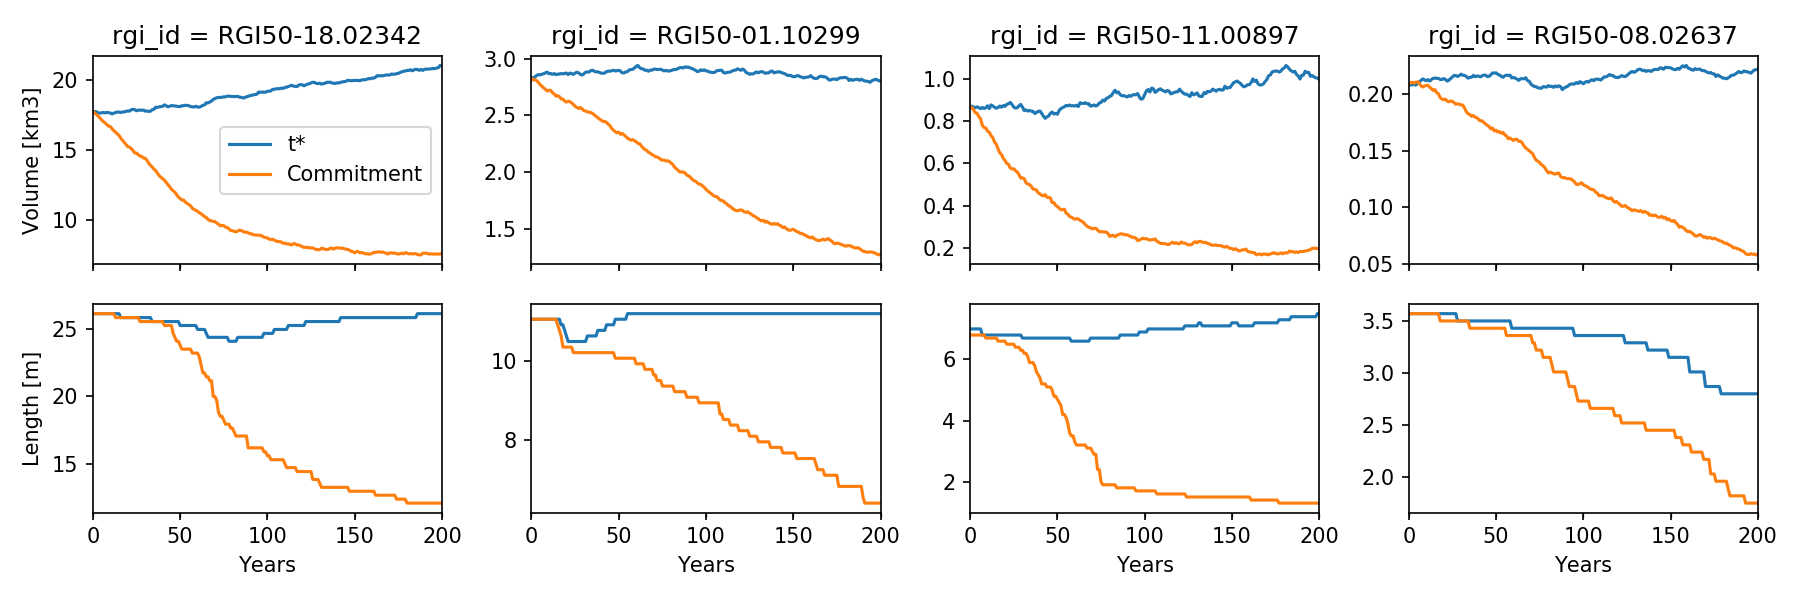 rgi_id = RGI50-18.02342 rgi_id = RGI50-01.10299 rgi_id = RGI50-11.00897 rgi_id = RGI50-08.02637
Volume [km3]
20
15
10
t*
Commitment
3.0
2.5
2.0
1.5
1.0
0.8
0.6
0.4
0.2
0.20
0.15
0.10
0.05
Length [m]
25
20
15
0 50 100 150 200
Years
10
8
0 50 100 150 200
Years
6
4
2
0 50 100 150 200
Years
3.5
3.0
2.5
2.0
0 50 100 150 200
Years